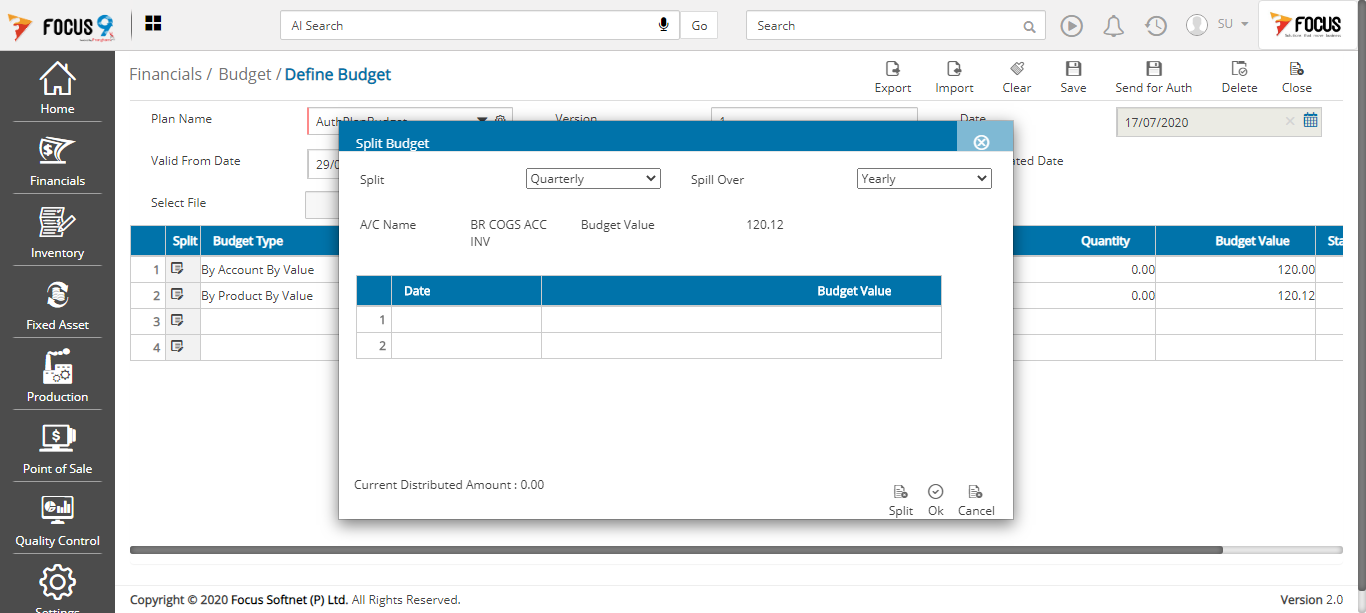 FOCUS 9
AI Search
Go
Search
SU
FOCUS
Financials / Budget / Define Budget
Export
Import
Clear
Save
Send for Auth
Delete
Close
Home
Financials
Inventory
Fixed Asset
Production
Point of Sale
Quality Control
Settings
Plan Name
AuthPlanBudget
Version
1
Date
17/07/2020
Valid From Date
29/0
ated Date
Select File
Split Budget
Split
Quarterly
Spill Over
Yearly
A/C Name
BR COGS ACC
INV
Budget Value
120.12
Date
Budget Value
1
2
Current Distributed Amount : 0.00
Split
Ok
Cancel
Split
Budget Type
Quantity
Budget Value
Sta
1
By Account By Value
0.00
120.00
2
By Product By Value
0.00
120.12
3
4
Copyright © 2020 Focus Softnet (P) Ltd. All Rights Reserved.
Version 2.0